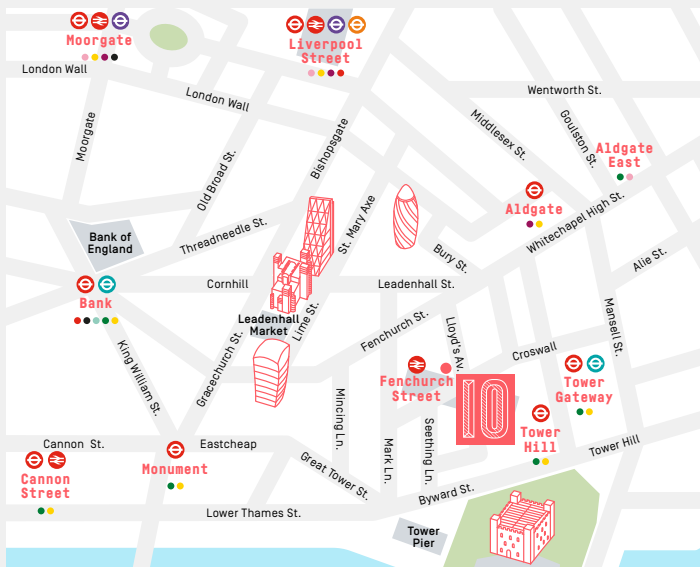 Moorgate
Liverpool
Street
London Wall
London Wall
Wentworth St.
Moorgate
Old Broad St.
Bishopsgate
Middlesex St.
Goulston St.
Aldgate
East
Aldgate
Whitechapel High St.
Bank of
England
Threadneedle St.
St. Mary Axe
Bury St.
Alie St.
Cornhill
Leadenhall St.
Bank
Leadenhall
Market
Lime St.
Fenchurch St.
Lloyd's Av.
Mansell St.
King William St.
Gracechurch St.
Croswall
Fenchurch
Street
10
Tower
Gateway
Mincing Ln.
Mark Ln.
Seething Ln.
Tower
Hill
Tower Hill
Cannon St.
Eastcheap
Monument
Great Tower St.
Cannon
Street
Byward St.
Lower Thames St.
Tower
Pier